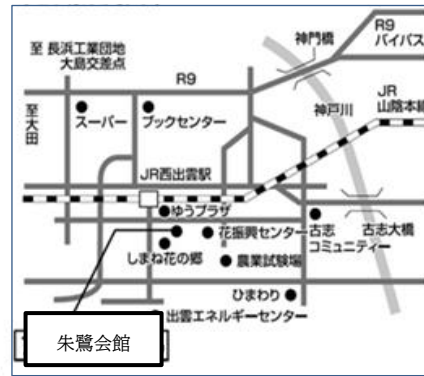 至 長浜工業団地
大島交差点
R9
神門橋
R9
バイパス
至大田
スーパー
ブックセンター
神戸川
JR
山陰本線
JR西出雲駅
ゆうプラザ
花振興センター
しまね花の郷
農業試験場
古志
コミュニティー
古志大橋
ひまわり
出雲エネルギーセンター
朱鷺会館